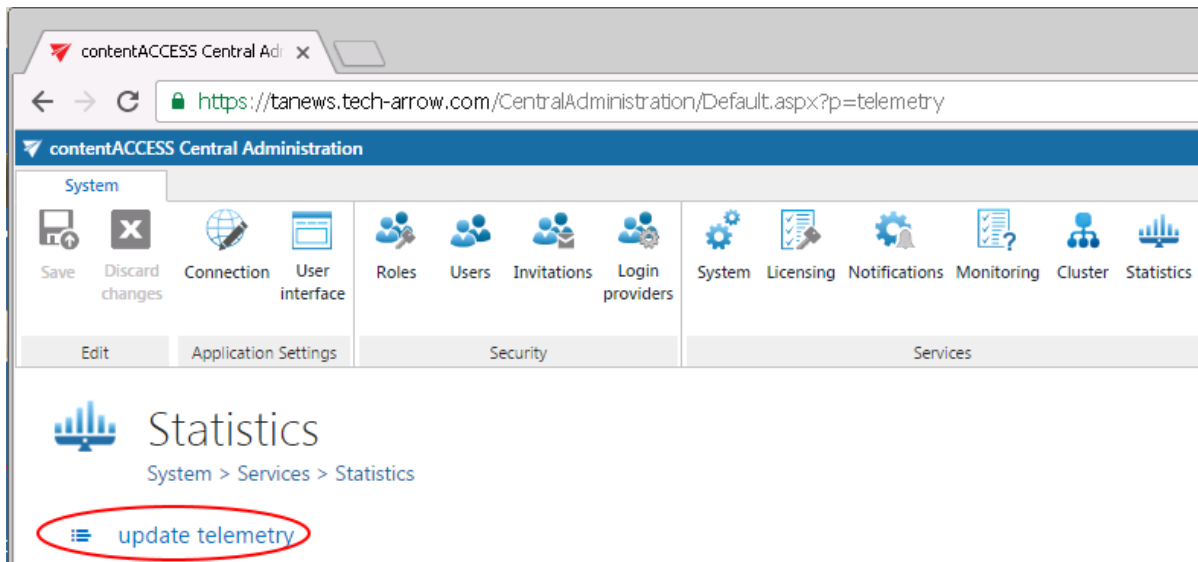 contentACCESS Central Adr
https://tanews.tech-arrow.com/CentralAdministration/Default.aspx?p=telemetry
contentACCESS Central Administration
System
Save Discard changes Connection User interface Roles Users Invitations Login providers System Licensing Notifications Monitoring Cluster Statistics
Edit Application Settings Security Services
Statistics
System > Services > Statistics
update telemetry